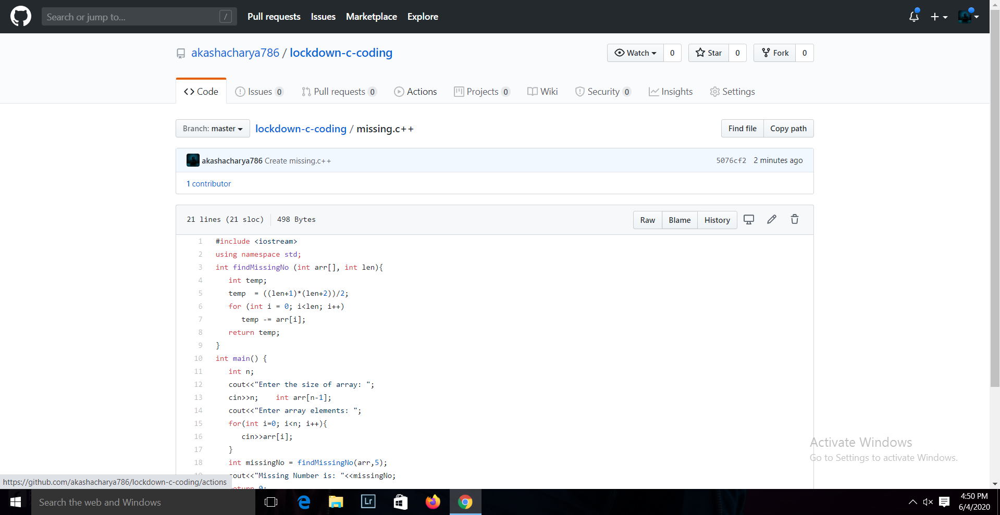 Search or jump to... /
Pull requests Issues Marketplace Explore
akashacharya786 / lockdown-c-coding
Watch 0 Star 0 Fork 0
Code Issues 0 Pull requests 0 Actions Projects 0 Wiki Security 0 Insights Settings
Branch: master lockdown-c-coding / missing.c++ Find file Copy path
akashacharya786 Create missing.c++ 5076cf2 2 minutes ago
1 contributor
21 lines (21 sloc) 498 Bytes Raw Blame History
1 #include <iostream>
2 using namespace std;
3 int findMissingNo (int arr[], int len){
4 int temp;
5 temp  = ((len+1)*(len+2))/2;
6 for (int i = 0; i<len; i++)
7 temp -= arr[i];
8 return temp;
9 }
10 int main() {
11 int n;
12 cout<<"Enter the size of array: ";
13 cin>>n;    int arr[n-1];
14 cout<<"Enter array elements: ";
15 for(int i=0; i<n; i++){
16 cin>>arr[i];
17 }
18 int missingNo = findMissingNo(arr,5);
19 cout<<"Missing Number is: "<<missingNo;
return 0;
Activate Windows
Go to Settings to activate Windows.
https://github.com/akashacharya786/lockdown-c-coding/actions
Search the web and Windows
Lr
4:50 PM
6/4/2020